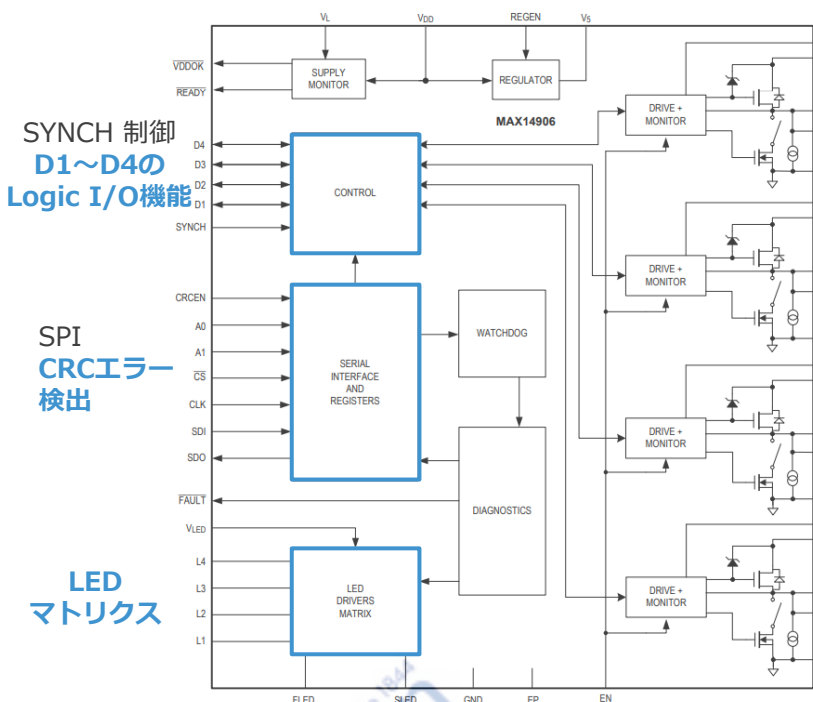 VL
VDD
REGEN
V5
VDDOK
READY
SUPPLY
MONITOR
REGULATOR
MAX14906
DRIVE +
MONITOR
SYNCH 制御
D1～D4の
Logic I/O機能
D4
D3
D2
D1
SYNCH
CONTROL
DRIVE +
MONITOR
SPI
CRCエラー
検出
CRCEN
A0
A1
CS
CLK
SDI
SDO
SERIAL
INTERFACE
AND
REGISTERS
WATCHDOG
DRIVE +
MONITOR
FAULT
DIAGNOSTICS
VLED
LED
マトリクス
L4
L3
L2
L1
LED
DRIVERS
MATRIX
DRIVE +
MONITOR
FLED
SLED
GND
EP
EN
1844